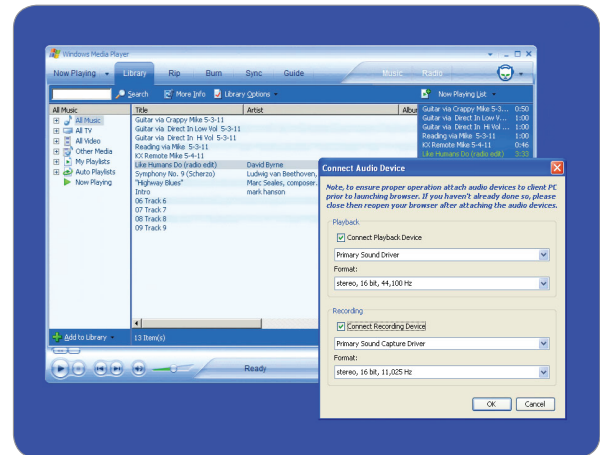 Windows Media Player
Now Playing
Library
Rip
Burn
Sync
Guide
Music
Radio
Search
More Info
Library Options
Now Playing List
All Music
All Music
All TV
All Video
Other Media
My Playlists
Auto Playlists
Now Playing
Title Artist
Guitar via Crappy Mike 5-3-11
Guitar via Direct In Low Vol 5-3-11
Guitar via Direct In Hi Vol 5-3-11
Reading via Mike 5-3-11
KX Remote Mike 5-4-11
Like Humans Do (radio edit) David Byrne
Symphony No. 9 (Scherzo) Ludwig van Beethoven,
"Highway Blues" Marc Seales, composer.
Intro mark hanson
06 Track 6
07 Track 7
08 Track 8
09 Track 9
Guitar via Crappy Mike 5-3... 0:50
Guitar via Direct In Low V... 1:00
Guitar via Direct In Hi Vol ... 1:00
Reading via Mike 5-3-11 1:00
KX Remote Mike 5-4-11 0:46
Like Humans Do (radio edit) 3:33
Add to Library
13 Item(s)
Ready
Connect Audio Device
Note, to ensure proper operation attach audio devices to client PC
prior to launching browser. If you haven't already done so, please
close then reopen your browser after attaching the audio devices.
Playback
Connect Playback Device
Primary Sound Driver
Format:
stereo, 16 bit, 44,100 Hz
Recording
Connect Recording Device
Primary Sound Capture Driver
Format:
stereo, 16 bit, 11,025 Hz
OK
Cancel